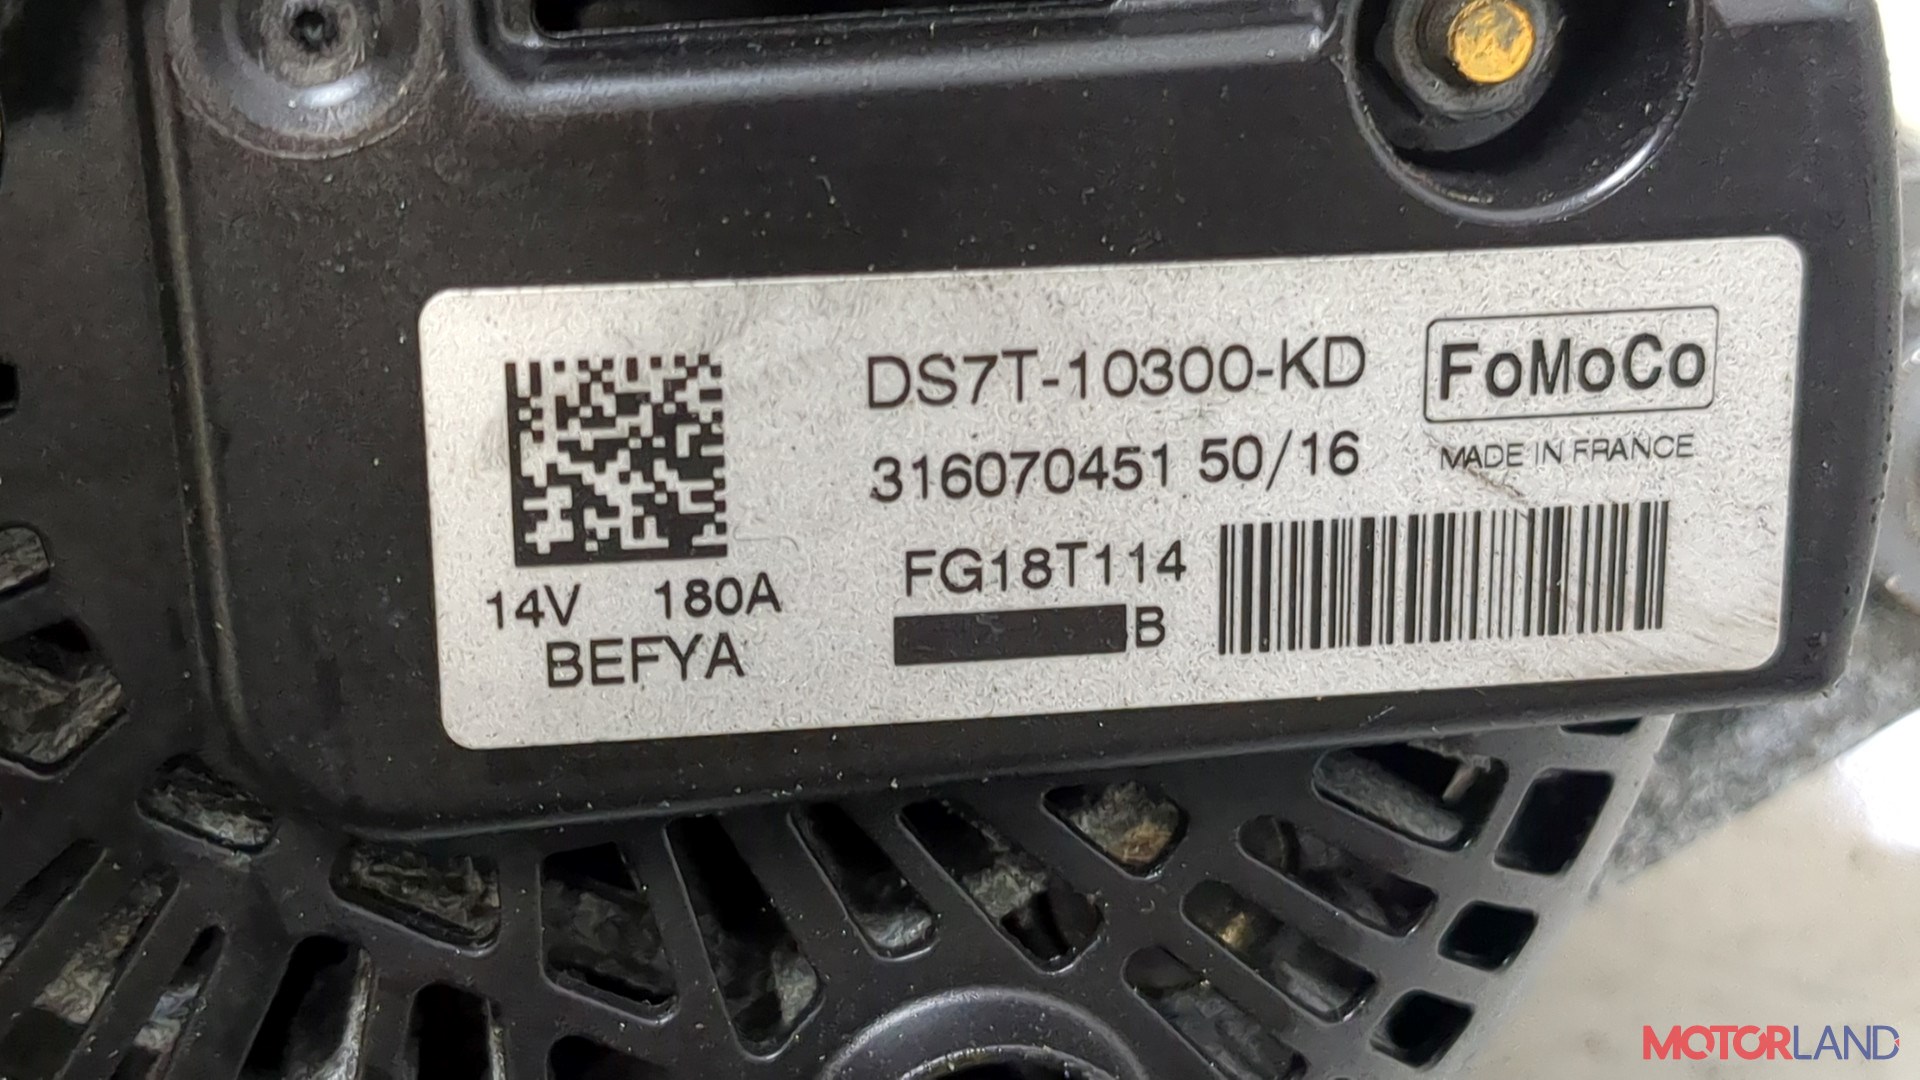 DS7T-10300-KD
FoMoCo
316070451 50/16
MADE IN FRANCE
FG18T114
14V 180A
B
BEFYA
MOTORLAND